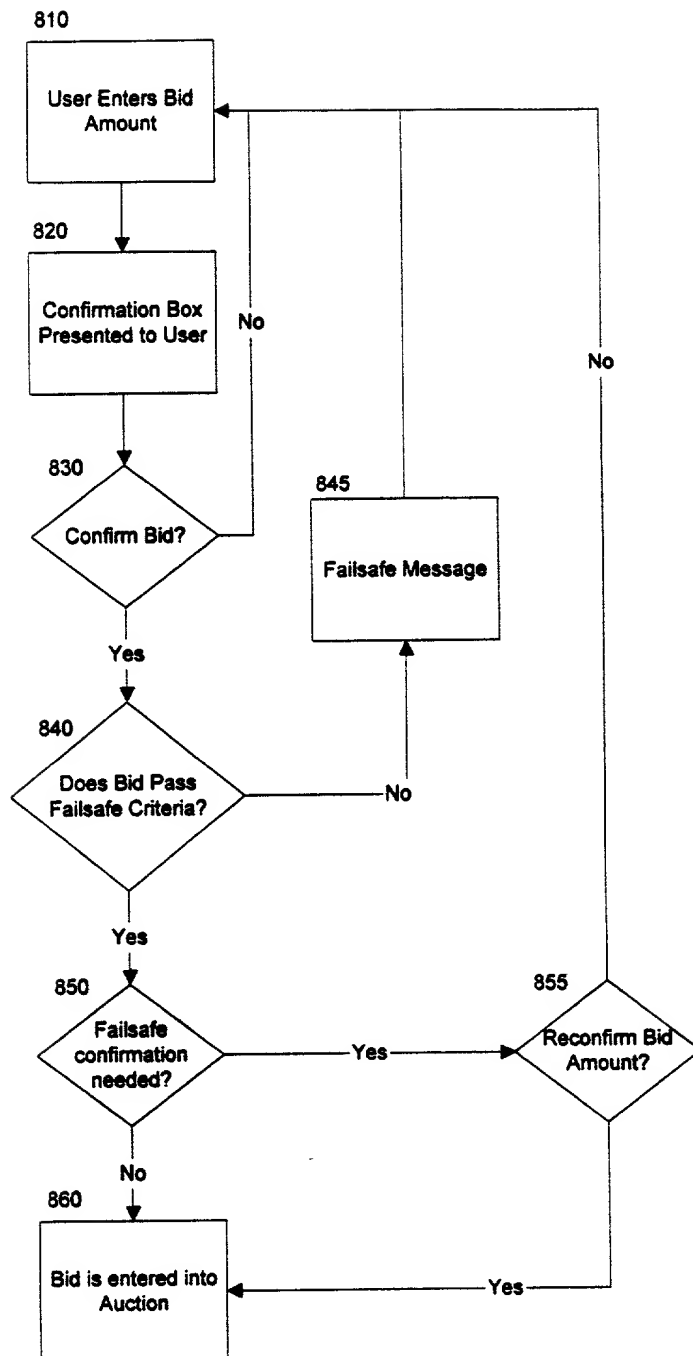 810
User Enters Bid
Amount
820
Confirmation Box
Presented to User
No
No
830
Confirm Bid?
845
Failsafe Message
Yes
840
Does Bid Pass
Failsafe Criteria?
No
Yes
850
Failsafe
confirmation
needed?
Yes
855
Reconfirm Bid
Amount?
No
860
Bid is entered into
Auction
Yes